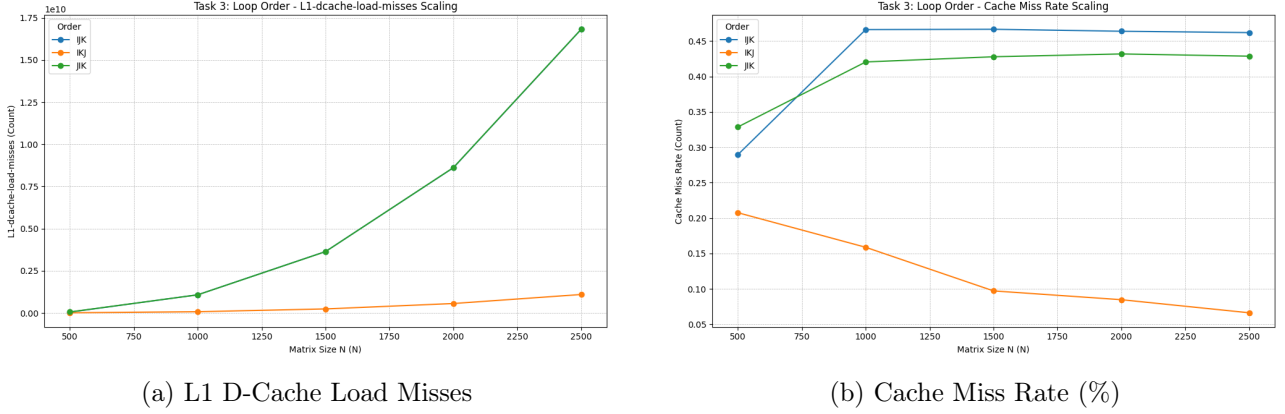 Task 3: Loop Order - L1-dcache-load-misses Scaling
1e10
Order
IJK
IKJ
JIK
L1-dcache-load-misses (Count)
1.75
1.50
1.25
1.00
0.75
0.50
0.25
0.00
500
750
1000
1250
1500
1750
2000
2250
2500
Matrix Size N (N)
(a) L1 D-Cache Load Misses
Task 3: Loop Order - Cache Miss Rate Scaling
Order
IJK
IKJ
JIK
Cache Miss Rate (Count)
0.45
0.40
0.35
0.30
0.25
0.20
0.15
0.10
0.05
500
750
1000
1250
1500
1750
2000
2250
2500
Matrix Size N (N)
(b) Cache Miss Rate (%)